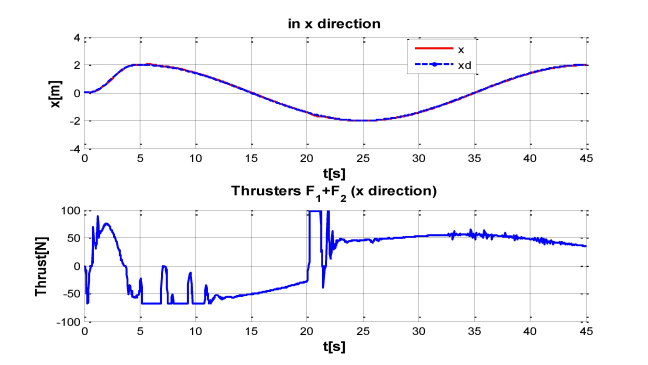 in x direction
4
2
0
-2
-4
x[m]
x
xd
0 5 10 15 20 25 30 35 40 45
t[s]
Thrusters F1+F2 (x direction)
100
50
0
-50
-100
Thrust[N]
0 5 10 15 20 25 30 35 40 45
t[s]